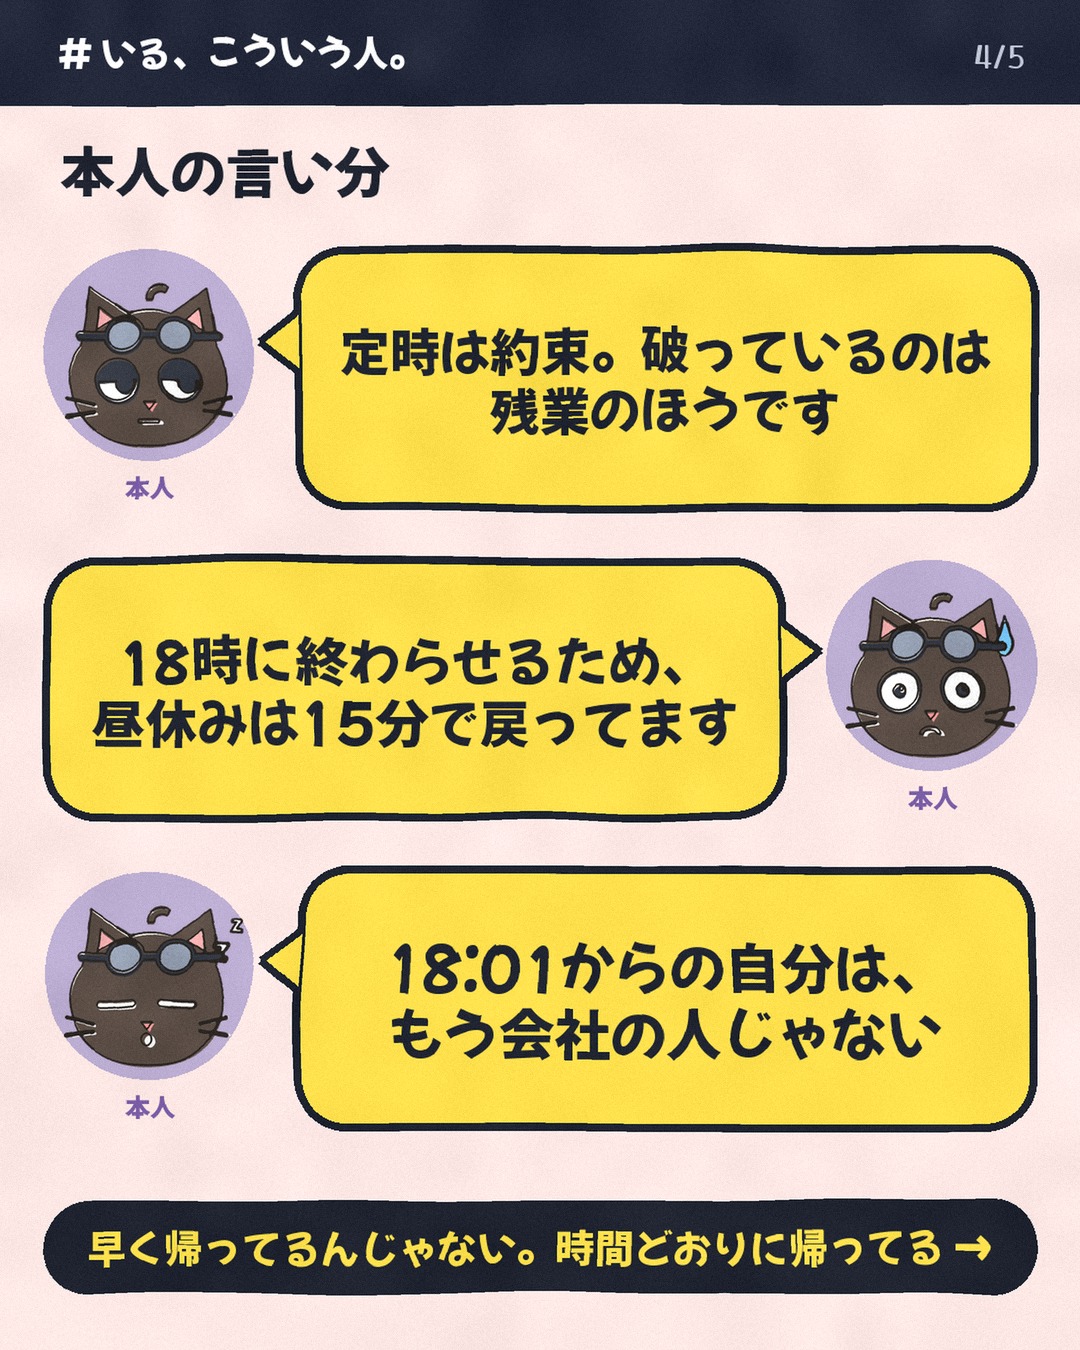 #いる、こういう人。
4/5
本人の言い分
定時は約束。破っているのは
残業のほうです
本人
18時に終わらせるため、
昼休みは15分で戻ってます
本人
z
z
18:01からの自分は、
もう会社の人じゃない
本人
早く帰ってるんじゃない。時間どおりに帰ってる→